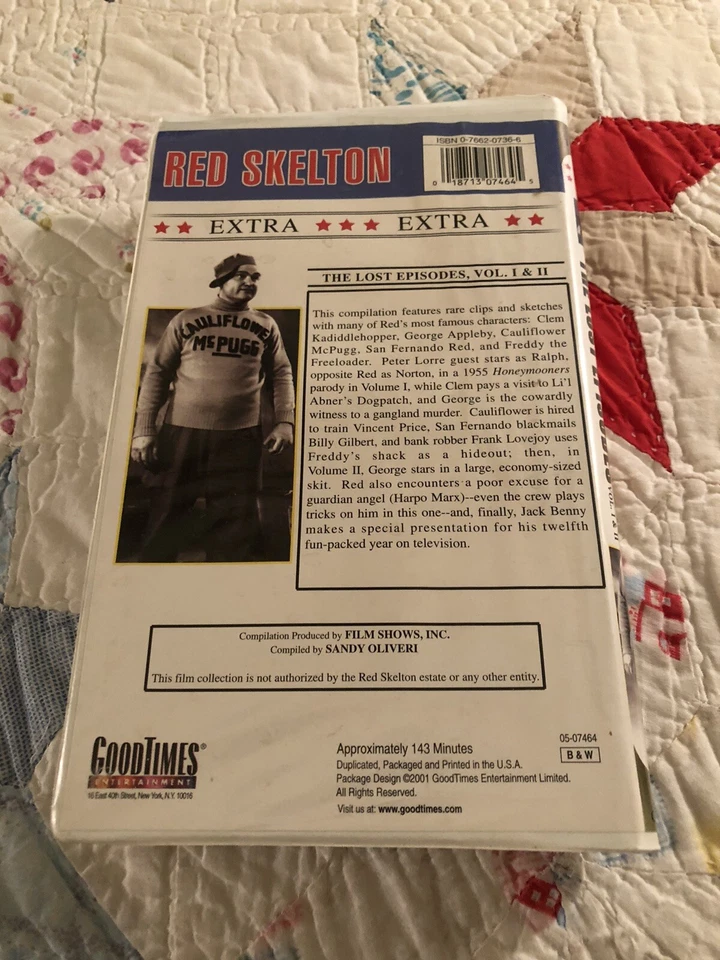 RED SKELTON
ISBN 0-7662-0736-6
0 18713 07464 5
★★ EXTRA ★★★ EXTRA ★★
CAULIFLOWE
McPUGG
THE LOST EPISODES, VOL. I & II
This compilation features rare clips and sketches
with many of Red's most famous characters: Clem
Kadiddlehopper, George Appleby, Cauliflower
McPugg, San Fernando Red, and Freddy the
Freeloader. Peter Lorre guest stars as Ralph,
opposite Red as Norton, in a 1955 Honeymooners
parody in Volume I, while Clem pays a visit to Li'l
Abner's Dogpatch, and George is the cowardly
witness to a gangland murder. Cauliflower is hired
to train Vincent Price, San Fernando blackmails
Billy Gilbert, and bank robber Frank Lovejoy uses
Freddy's shack as a hideout; then, in
Volume II, George stars in a large, economy-sized
skit. Red also encounters a poor excuse for a
guardian angel (Harpo Marx)--even the crew plays
tricks on him in this one--and, finally, Jack Benny
makes a special presentation for his twelfth
fun-packed year on television.
Compilation Produced by FILM SHOWS, INC.
Compiled by SANDY OLIVERI
This film collection is not authorized by the Red Skelton estate or any other entity.
GOODTIMES®
ENTERTAINMENT
16 East 40th Street, New York, N.Y. 10016
Approximately 143 Minutes
Duplicated, Packaged and Printed in the U.S.A.
Package Design ©2001 GoodTimes Entertainment Limited.
All Rights Reserved.
Visit us at: www.goodtimes.com
05-07464
B & W
THE LOST EPISODES VOL. I & II